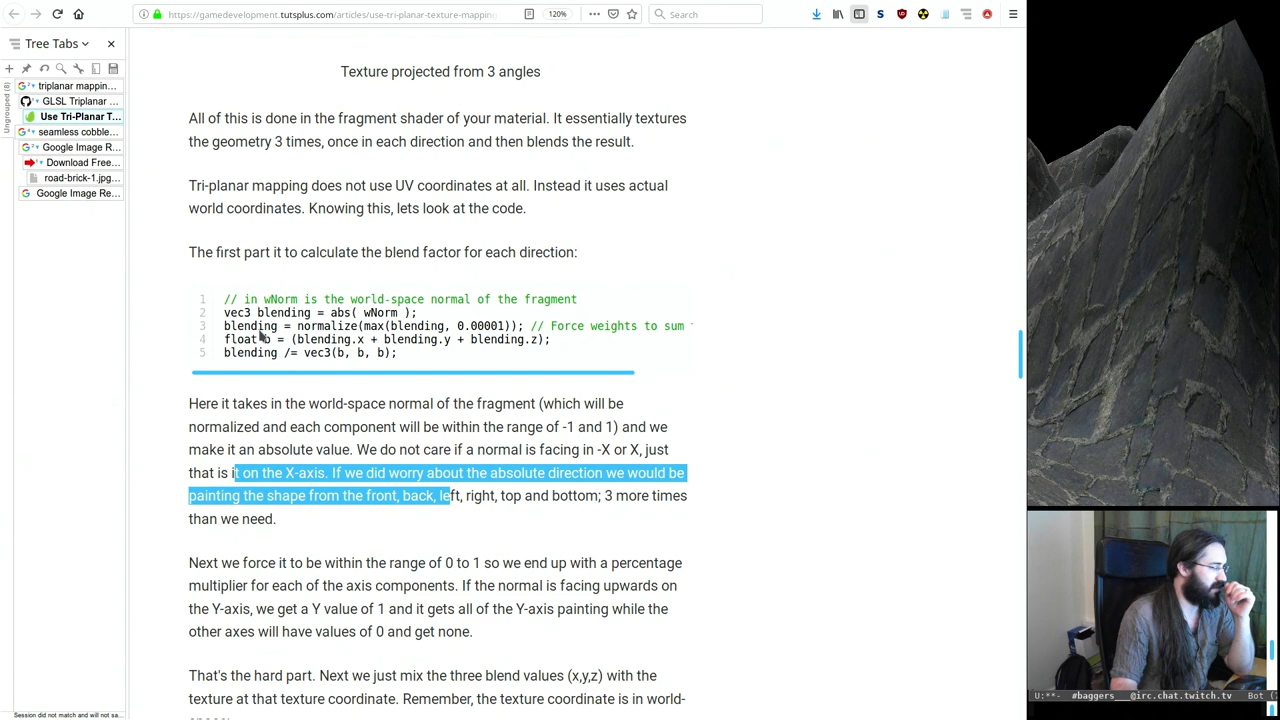 https://gamedevelopment.tutsplus.com/articles/use-tri-planar-texture-mapping
120%
Search
Tree Tabs
Ungrouped (8)
triplanar mappin...
GLSL Triplanar ...
Use Tri-Planar T...
seamless cobble...
Google Image R...
Download Free...
road-brick-1.jpg...
Google Image Re...
Session did not match and will not sa...
Texture projected from 3 angles
All of this is done in the fragment shader of your material. It essentially textures
the geometry 3 times, once in each direction and then blends the result.
Tri-planar mapping does not use UV coordinates at all. Instead it uses actual
world coordinates. Knowing this, lets look at the code.
The first part it to calculate the blend factor for each direction:
1 // in wNorm is the world-space normal of the fragment
2 vec3 blending = abs( wNorm );
3 blending = normalize(max(blending, 0.00001)); // Force weights to sum
4 float b = (blending.x + blending.y + blending.z);
5 blending /= vec3(b, b, b);
Here it takes in the world-space normal of the fragment (which will be
normalized and each component will be within the range of -1 and 1) and we
make it an absolute value. We do not care if a normal is facing in -X or X, just
that is it on the X-axis. If we did worry about the absolute direction we would be
painting the shape from the front, back, left, right, top and bottom; 3 more times
than we need.
Next we force it to be within the range of 0 to 1 so we end up with a percentage
multiplier for each of the axis components. If the normal is facing upwards on
the Y-axis, we get a Y value of 1 and it gets all of the Y-axis painting while the
other axes will have values of 0 and get none.
That's the hard part. Next we just mix the three blend values (x,y,z) with the
texture at that texture coordinate. Remember, the texture coordinate is in world-
U:**- #baggers__@irc.chat.twitch.tv Bot